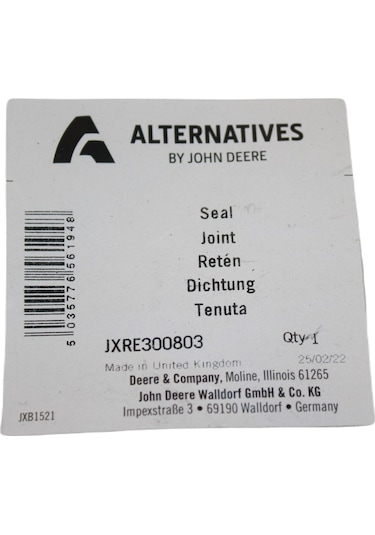 ALTERNATIVES
BY JOHN DEERE
Seal
Joint
Retén
Dichtung
Tenuta
5 035776 561948
JXRE300803 Qty 1
Made in United Kingdom 25/02/22
Deere & Company, Moline, Illinois 61265
John Deere Walldorf GmbH & Co. KG
JXB1521 Impexstraße 3 • 69190 Walldorf • Germany